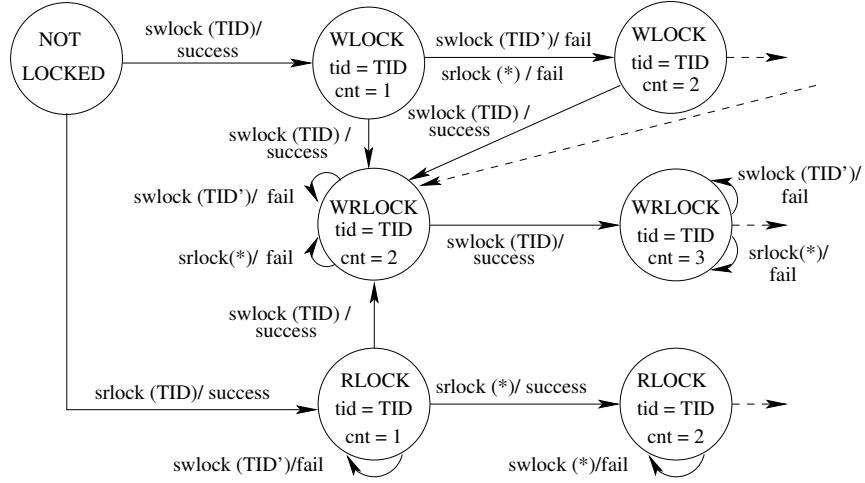 NOT
LOCKED
swlock (TID)/
success
WLOCK
tid = TID
cnt = 1
swlock (TID')/ fail
srlock (*) / fail
WLOCK
tid = TID
cnt = 2
swlock (TID) /
success
swlock (TID) /
success
swlock (TID')/ fail
srlock(*)/ fail
WRLOCK
tid = TID
cnt = 2
swlock (TID)/
success
WRLOCK
tid = TID
cnt = 3
swlock (TID')/
fail
srlock(*)/
fail
swlock (TID) /
success
srlock (TID)/ success
RLOCK
tid = TID
cnt = 1
srlock (*)/ success
RLOCK
tid = TID
cnt = 2
swlock (TID')/fail
swlock (*)/fail